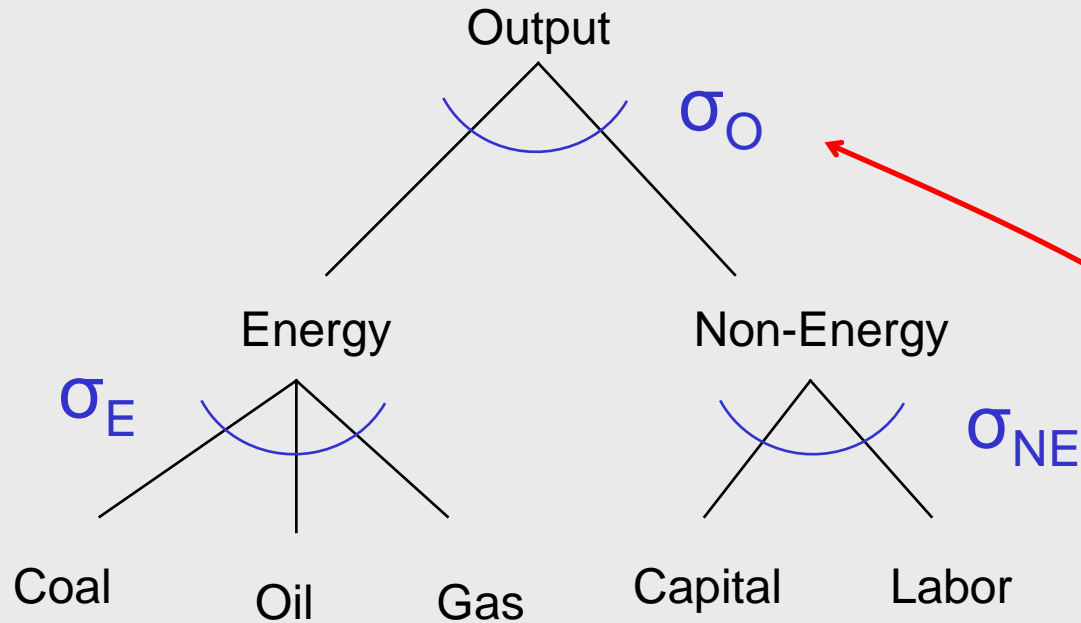 Output
σO
Energy
Non-Energy
σE
σNE
Coal
Oil
Gas
Capital
Labor